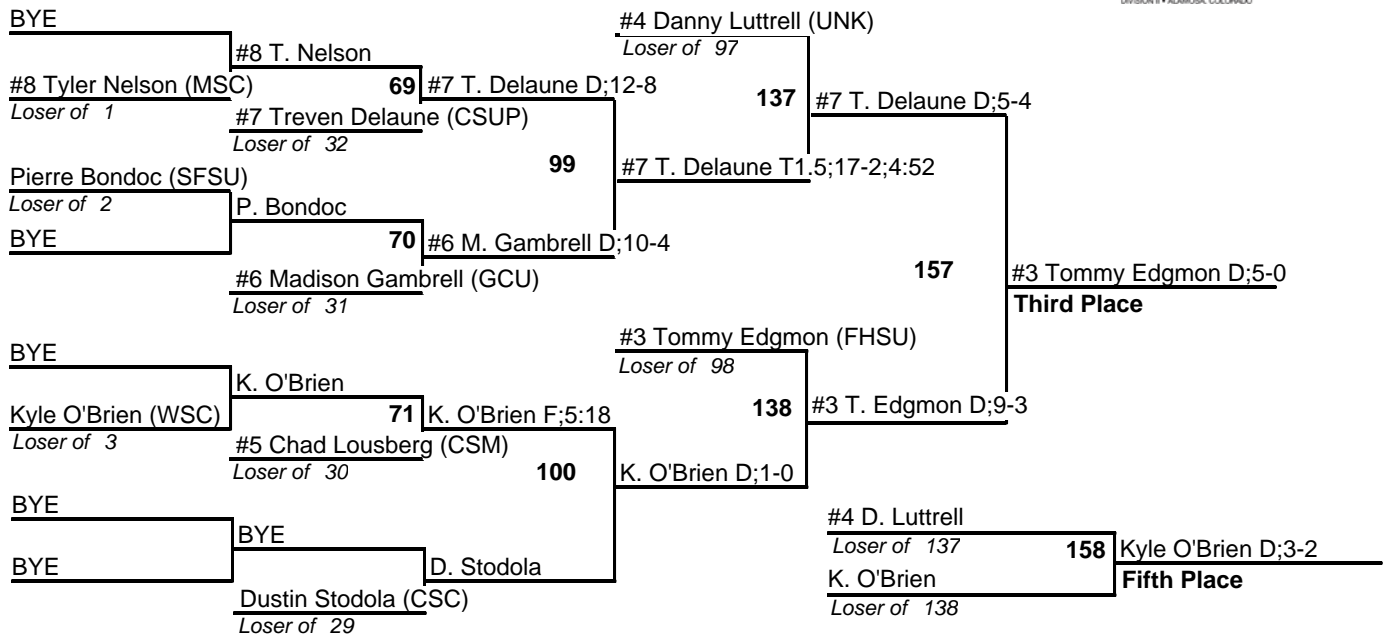 DIVISION II • ALAMOSA, COLORADO
BYE
#8 T. Nelson
#8 Tyler Nelson (MSC)
Loser of 1
69
#7 T. Delaune D;12-8
#7 Treven Delaune (CSUP)
Loser of 32
99
Pierre Bondoc (SFSU)
Loser of 2
P. Bondoc
BYE
70
#6 M. Gambrell D;10-4
#6 Madison Gambrell (GCU)
Loser of 31
#4 Danny Luttrell (UNK)
Loser of 97
137
#7 T. Delaune D;5-4
#7 T. Delaune T1.5;17-2;4:52
157
#3 Tommy Edgmon D;5-0
Third Place
BYE
K. O'Brien
Kyle O'Brien (WSC)
Loser of 3
71
K. O'Brien F;5:18
#5 Chad Lousberg (CSM)
Loser of 30
100
BYE
BYE
BYE
D. Stodola
Dustin Stodola (CSC)
Loser of 29
#3 Tommy Edgmon (FHSU)
Loser of 98
138
#3 T. Edgmon D;9-3
K. O'Brien D;1-0
#4 D. Luttrell
Loser of 137
158
Kyle O'Brien D;3-2
K. O'Brien
Fifth Place
Loser of 138